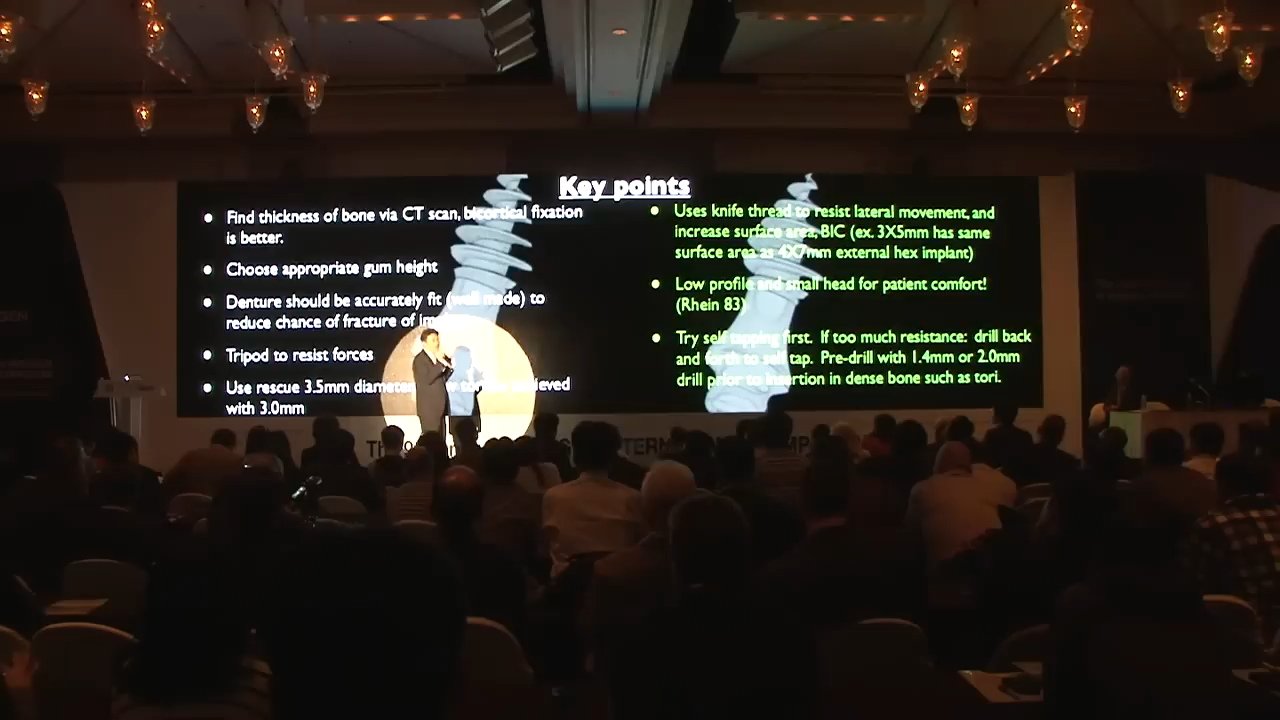 Key points
Find thickness of bone via CT scan, bicortical fixation
is better.
Choose appropriate gum height
Denture should be accurately fit (well made) to
reduce chance of fracture of
Tripod to resist forces
Use rescue 3.5mm diameter
with 3.0mm
Uses knife thread to resist lateral movement, and
increase surface area, BIC (ex. 3X5mm has same
surface area as 4X7mm external hex implant)
Low profile and small head for patient comfort!
(Rhein 83)
Try self tapping first. If too much resistance: drill back
and forth to self tap. Pre-drill with 1.4mm or 2.0mm
drill prior to insertion in dense bone such as tori.